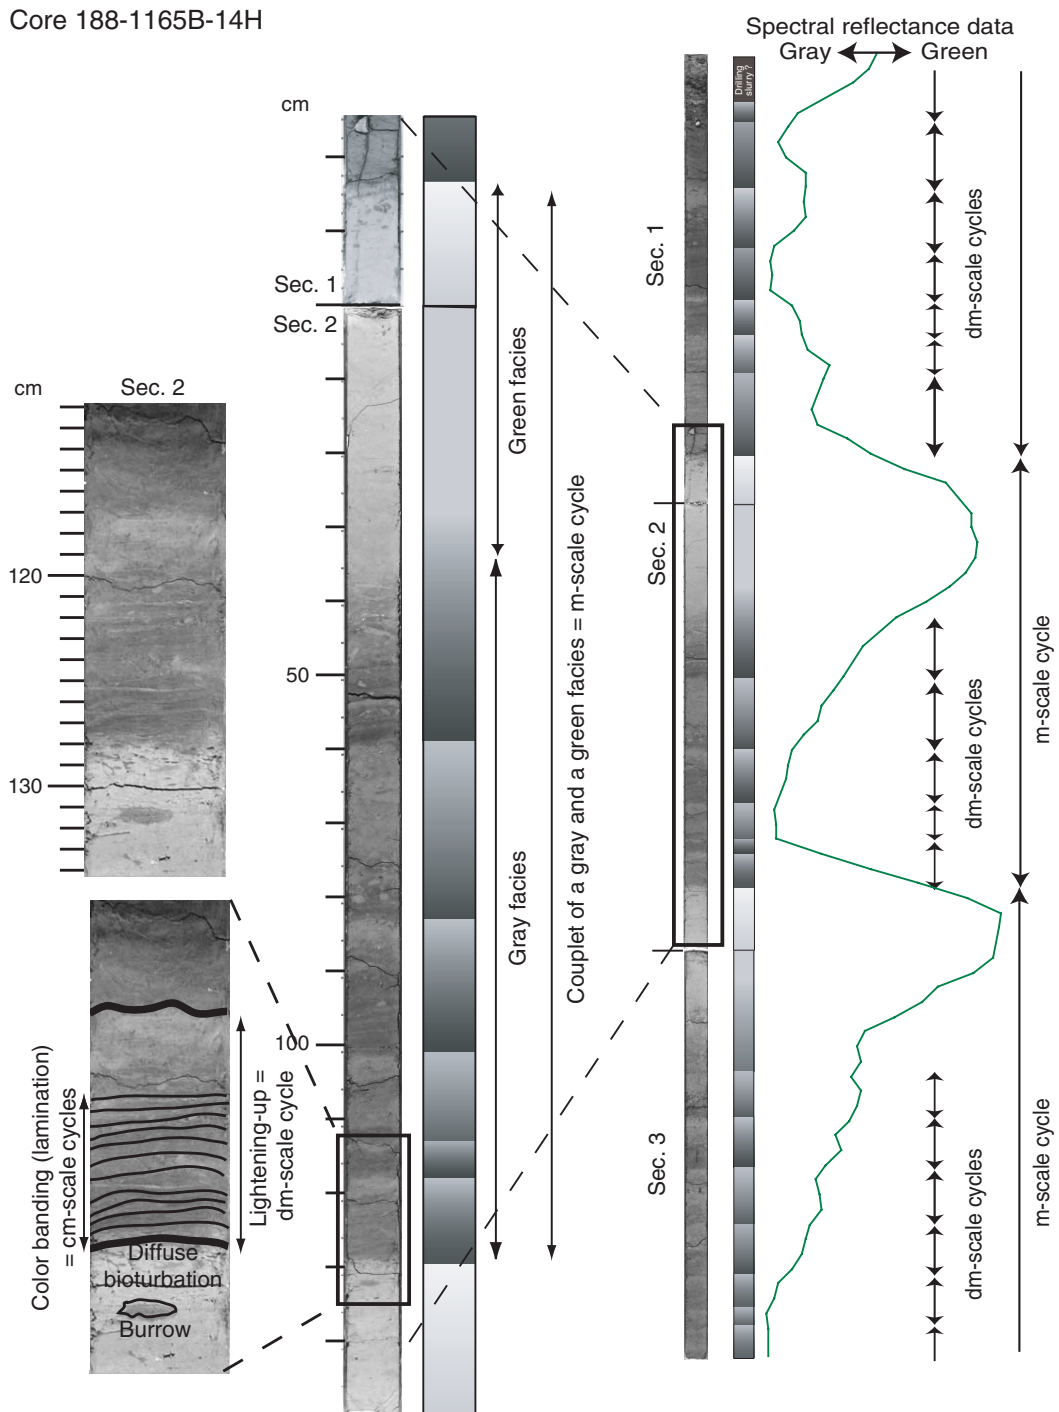 Core 188-1165B-14H
Spectral reflectance data
Gray
Green
Drilling
slurry ?
cm
Sec. 1
Sec. 2
Green facies
Gray facies
Couplet of a gray and a green facies = m-scale cycle
50
100
cm
Sec. 2
120
130
Color banding (lamination)
= cm-scale cycles
Lightening-up =
dm-scale cycle
Diffuse
bioturbation
Burrow
Sec. 1
Sec. 2
Sec. 3
dm-scale cycles
dm-scale cycles
dm-scale cycles
m-scale cycle
m-scale cycle